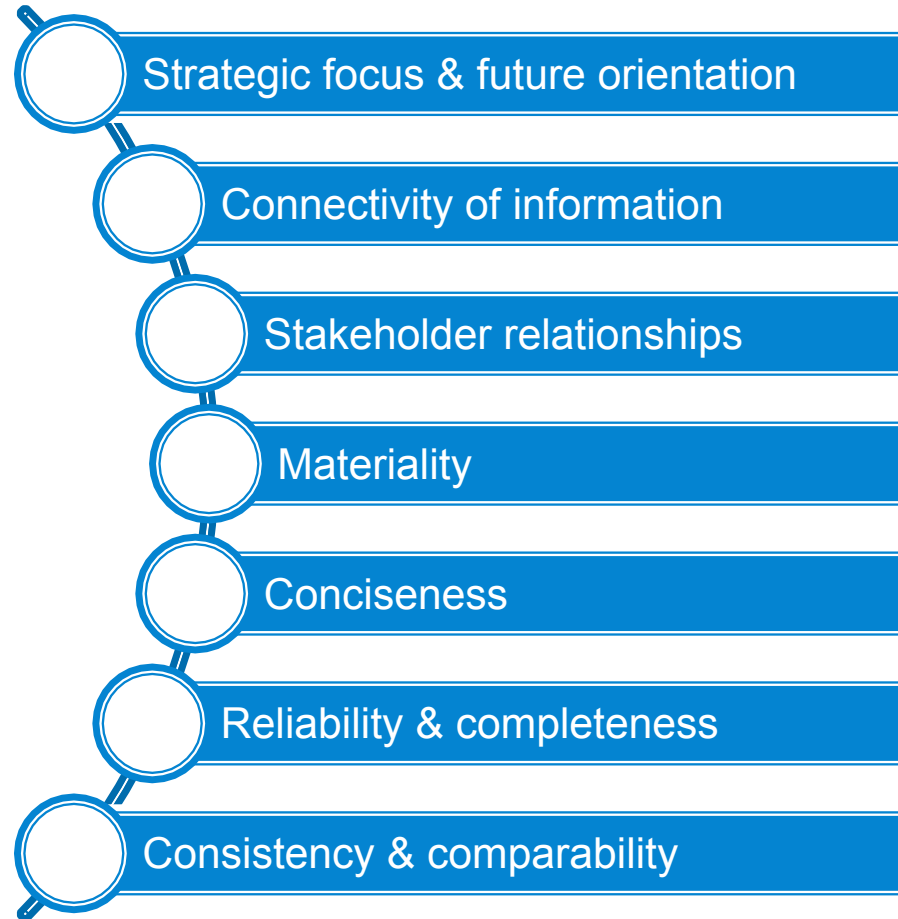 Strategic focus & future orientation
Connectivity of information
Stakeholder relationships
Materiality
Conciseness
Reliability & completeness
Consistency & comparability